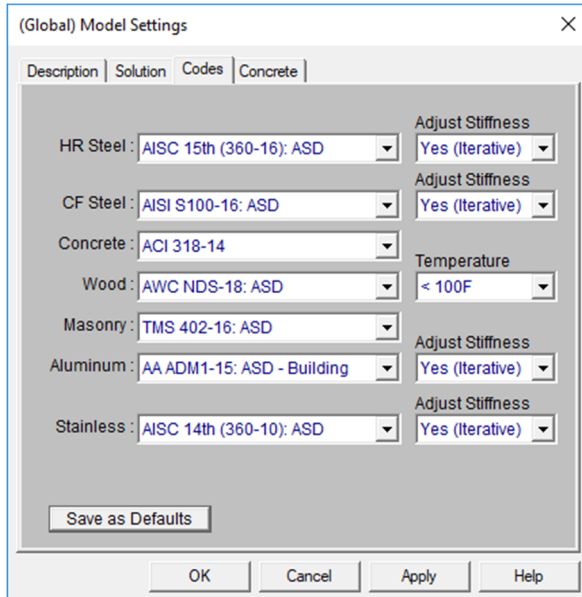 (Global) Model Settings
Description Solution Codes Concrete
Adjust Stiffness
HR Steel : AISC 15th (360-16): ASD Yes (Iterative)
Adjust Stiffness
CF Steel : AISI S100-16: ASD Yes (Iterative)
Concrete : ACI 318-14
Temperature
Wood : AWC NDS-18: ASD < 100F
Masonry : TMS 402-16: ASD
Adjust Stiffness
Aluminum : AA ADM1-15: ASD - Building Yes (Iterative)
Adjust Stiffness
Stainless : AISC 14th (360-10): ASD Yes (Iterative)
Save as Defaults
OK Cancel Apply Help